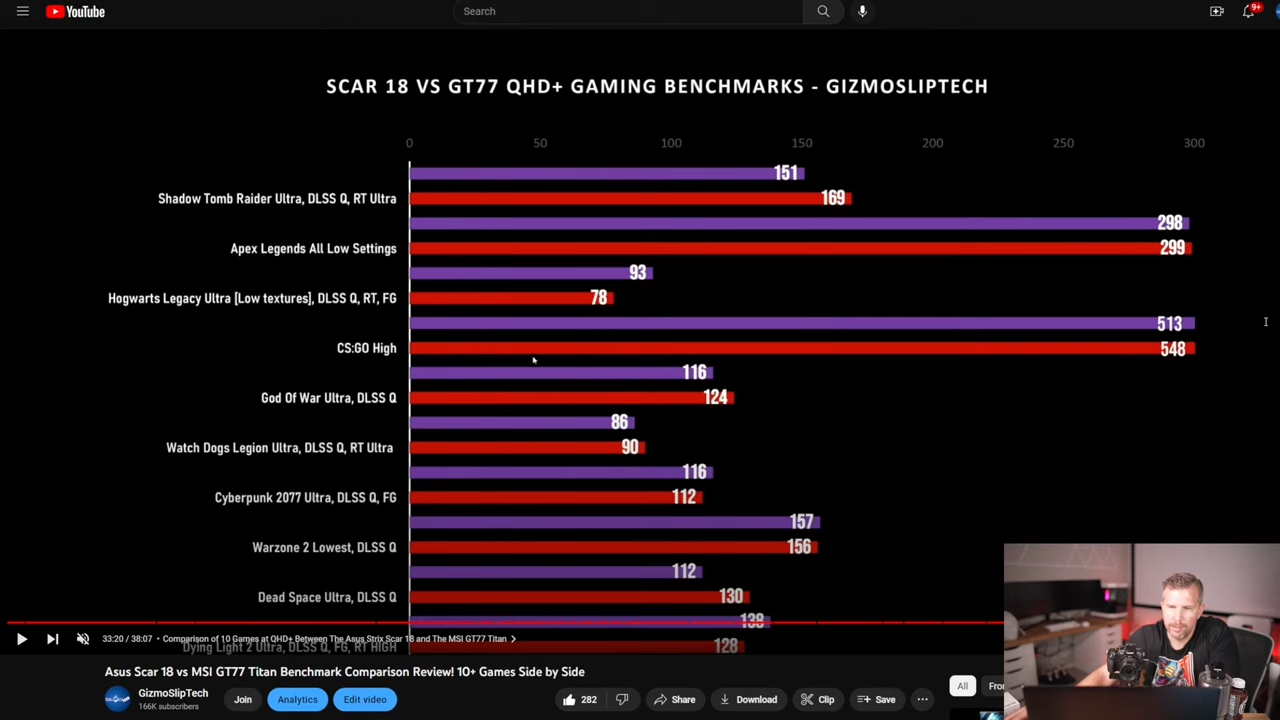 YouTube
Search
9+
SCAR 18 VS GT77 QHD+ GAMING BENCHMARKS - GIZMOSLIPTECH
0 50 100 150 200 250 300
151
Shadow Tomb Raider Ultra, DLSS Q, RT Ultra 169
298
Apex Legends All Low Settings 299
93
Hogwarts Legacy Ultra [Low textures], DLSS Q, RT, FG 78
513
CS:GO High 548
116
God Of War Ultra, DLSS Q 124
86
Watch Dogs Legion Ultra, DLSS Q, RT Ultra 90
116
Cyberpunk 2077 Ultra, DLSS Q, FG 112
157
Warzone 2 Lowest, DLSS Q 156
112
Dead Space Ultra, DLSS Q 130
138
33:20 / 38:07 • Comparison of 10 Games at QHD+ Between The Asus Strix Scar 18 and The MSI GT77 Titan
Dying Light 2 Ultra, DLSS Q, FG, RT HIGH 128
Asus Scar 18 vs MSI GT77 Titan Benchmark Comparison Review! 10+ Games Side by Side
GizmoSlipTech
166K subscribers
Join Analytics Edit video 282 Share Download Clip Save ... All Fro